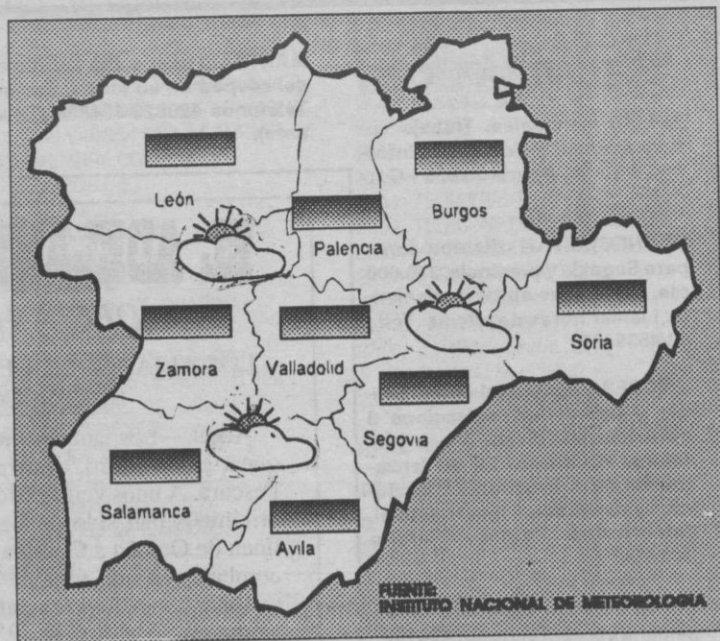 León
Palencia
Burgos
Zamora
Valladolid
Soria
Segovia
Salamanca
Avila
FUENTE:
INSTITUTO NACIONAL DE METEOROLOGIA